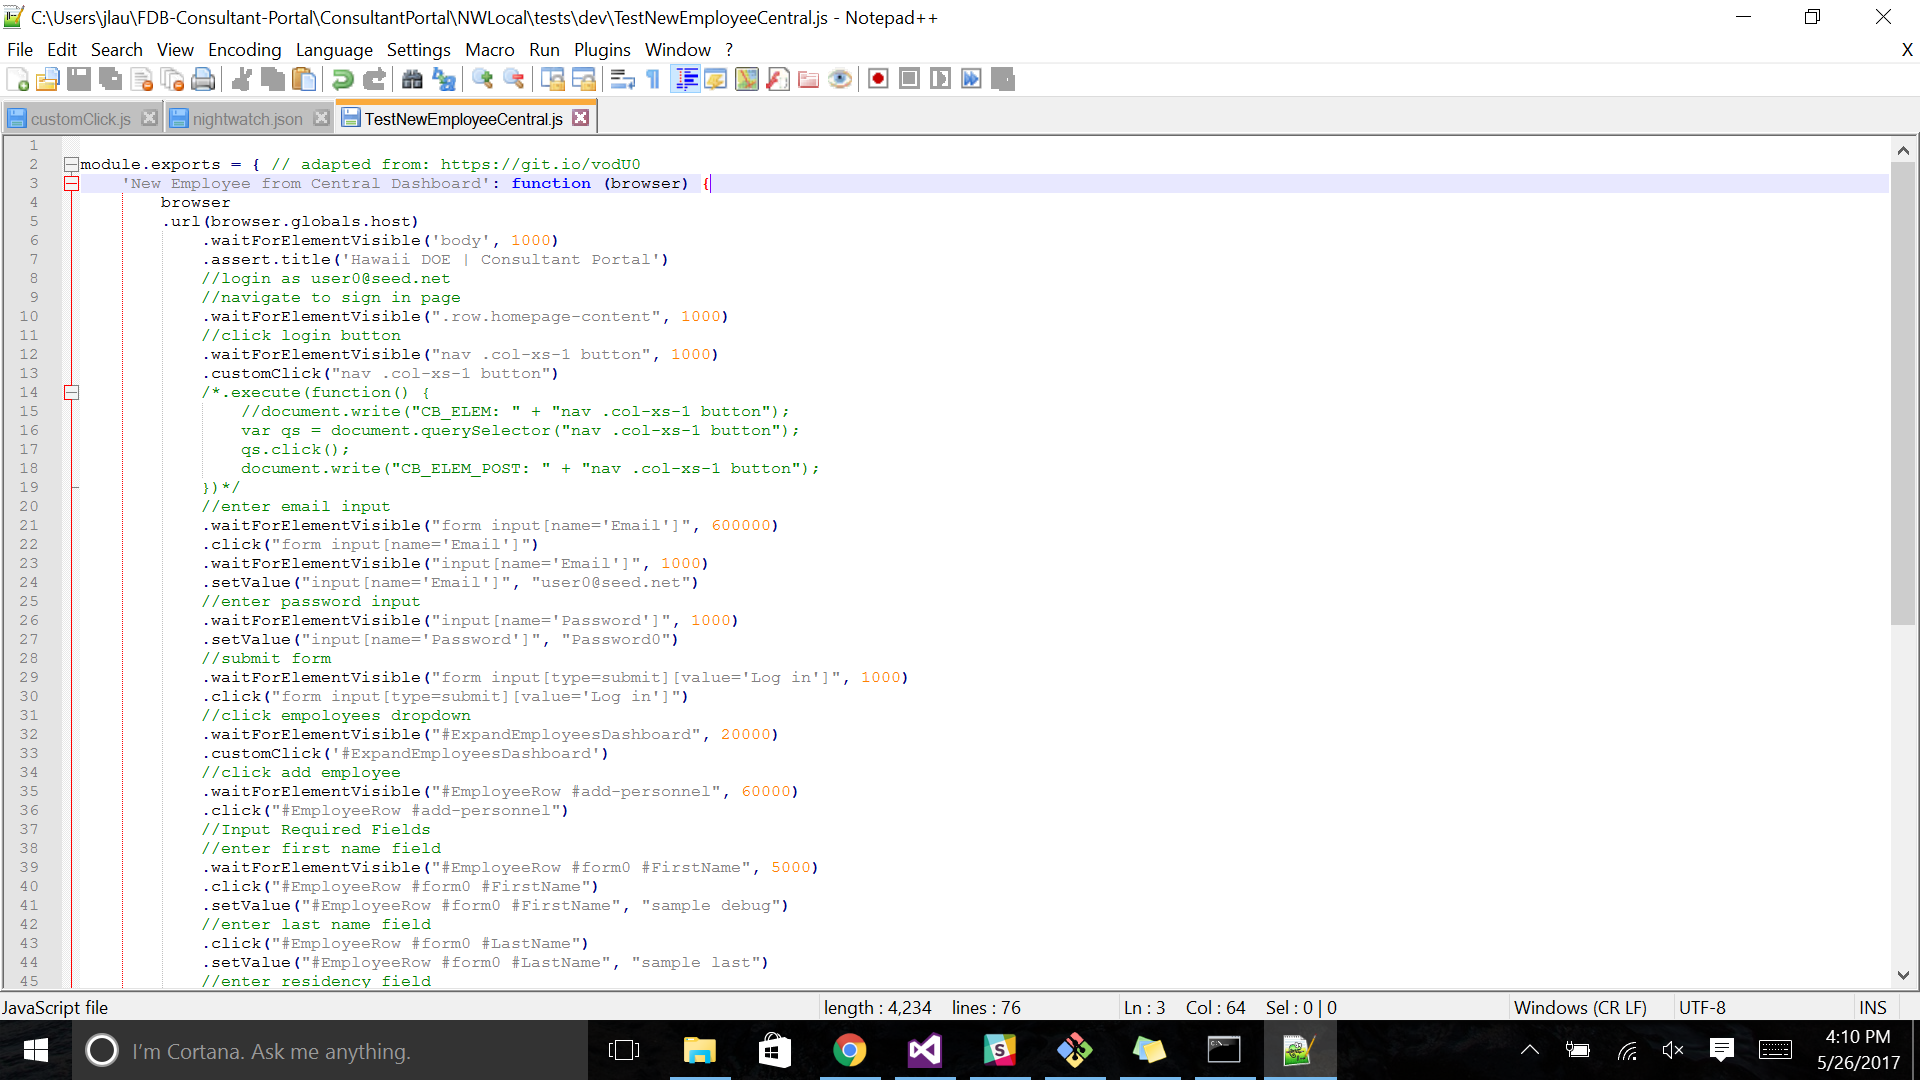 C:\Users\jlau\FDB-Consultant-Portal\ConsultantPortal\NWLocal\tests\dev\TestNewEmployeeCentral.js - Notepad++
File Edit Search View Encoding Language Settings Macro Run Plugins Window ? X
customClick.js nightwatch.json TestNewEmployeeCentral.js
1
2 module.exports = { // adapted from: https://git.io/vodU0
3 'New Employee from Central Dashboard': function (browser) {
4 browser
5 .url(browser.globals.host)
6 .waitForElementVisible('body', 1000)
7 .assert.title('Hawaii DOE | Consultant Portal')
8 //login as user0@seed.net
9 //navigate to sign in page
10 .waitForElementVisible(".row.homepage-content", 1000)
11 //click login button
12 .waitForElementVisible("nav .col-xs-1 button", 1000)
13 .customClick("nav .col-xs-1 button")
14 /*.execute(function() {
15 //document.write("CB_ELEM: " + "nav .col-xs-1 button");
16 var qs = document.querySelector("nav .col-xs-1 button");
17 qs.click();
18 document.write("CB_ELEM_POST: " + "nav .col-xs-1 button");
19 })*/
20 //enter email input
21 .waitForElementVisible("form input[name='Email']", 600000)
22 .click("form input[name='Email']")
23 .waitForElementVisible("input[name='Email']", 1000)
24 .setValue("input[name='Email']", "user0@seed.net")
25 //enter password input
26 .waitForElementVisible("input[name='Password']", 1000)
27 .setValue("input[name='Password']", "Password0")
28 //submit form
29 .waitForElementVisible("form input[type=submit][value='Log in']", 1000)
30 .click("form input[type=submit][value='Log in']")
31 //click empoloyees dropdown
32 .waitForElementVisible("#ExpandEmployeesDashboard", 20000)
33 .customClick('#ExpandEmployeesDashboard')
34 //click add employee
35 .waitForElementVisible("#EmployeeRow #add-personnel", 60000)
36 .click("#EmployeeRow #add-personnel")
37 //Input Required Fields
38 //enter first name field
39 .waitForElementVisible("#EmployeeRow #form0 #FirstName", 5000)
40 .click("#EmployeeRow #form0 #FirstName")
41 .setValue("#EmployeeRow #form0 #FirstName", "sample debug")
42 //enter last name field
43 .click("#EmployeeRow #form0 #LastName")
44 .setValue("#EmployeeRow #form0 #LastName", "sample last")
45 //enter residency field
JavaScript file length : 4,234 lines : 76 Ln : 3 Col : 64 Sel : 0 | 0 Windows (CR LF) UTF-8 INS
I'm Cortana. Ask me anything.
4:10 PM
5/26/2017